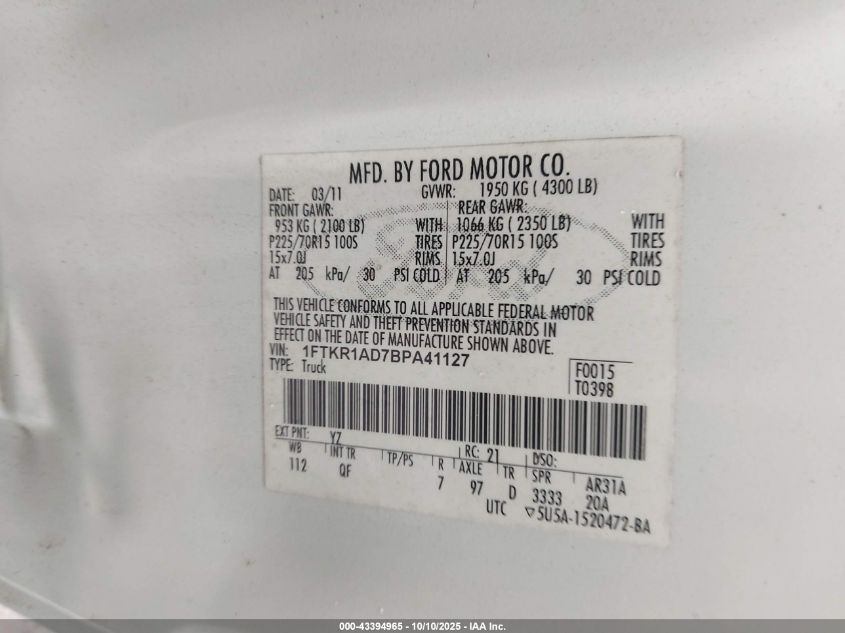 MFD. BY FORD MOTOR CO.
DATE: 03/11 GVWR: 1950 KG ( 4300 LB)
FRONT GAWR: REAR GAWR:
953 KG ( 2100 LB) WITH 1066 KG ( 2350 LB) WITH
P225/70R15 100S TIRES P225/70R15 100S TIRES
15x7.0J RIMS 15x7.0J RIMS
AT 205 kPa/ 30 PSI COLD AT 205 kPa/ 30 PSI COLD
Ford
THIS VEHICLE CONFORMS TO ALL APPLICABLE FEDERAL MOTOR
VEHICLE SAFETY AND THEFT PREVENTION STANDARDS IN
EFFECT ON THE DATE OF MANUFACTURE SHOWN ABOVE.
VIN: 1FTKR1AD7BPA41127
TYPE: Truck
F0015
T0398
EXT PNT: YZ RC: 21 DSO:
WB INT TR TP/PS R AXLE TR SPR AR31A
112 QF 7 97 D 3333 20A
UTC ▽5U5A-1520472-BA
000-43394965 - 10/10/2025 - IAA Inc.